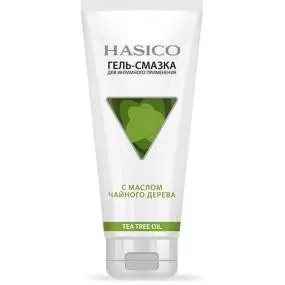 HASICO
ГЕЛЬ-СМАЗКА
ДЛЯ ИНТИМНОГО ПРИМЕНЕНИЯ
С МАСЛОМ
ЧАЙНОГО ДЕРЕВА
TEA TREE OIL